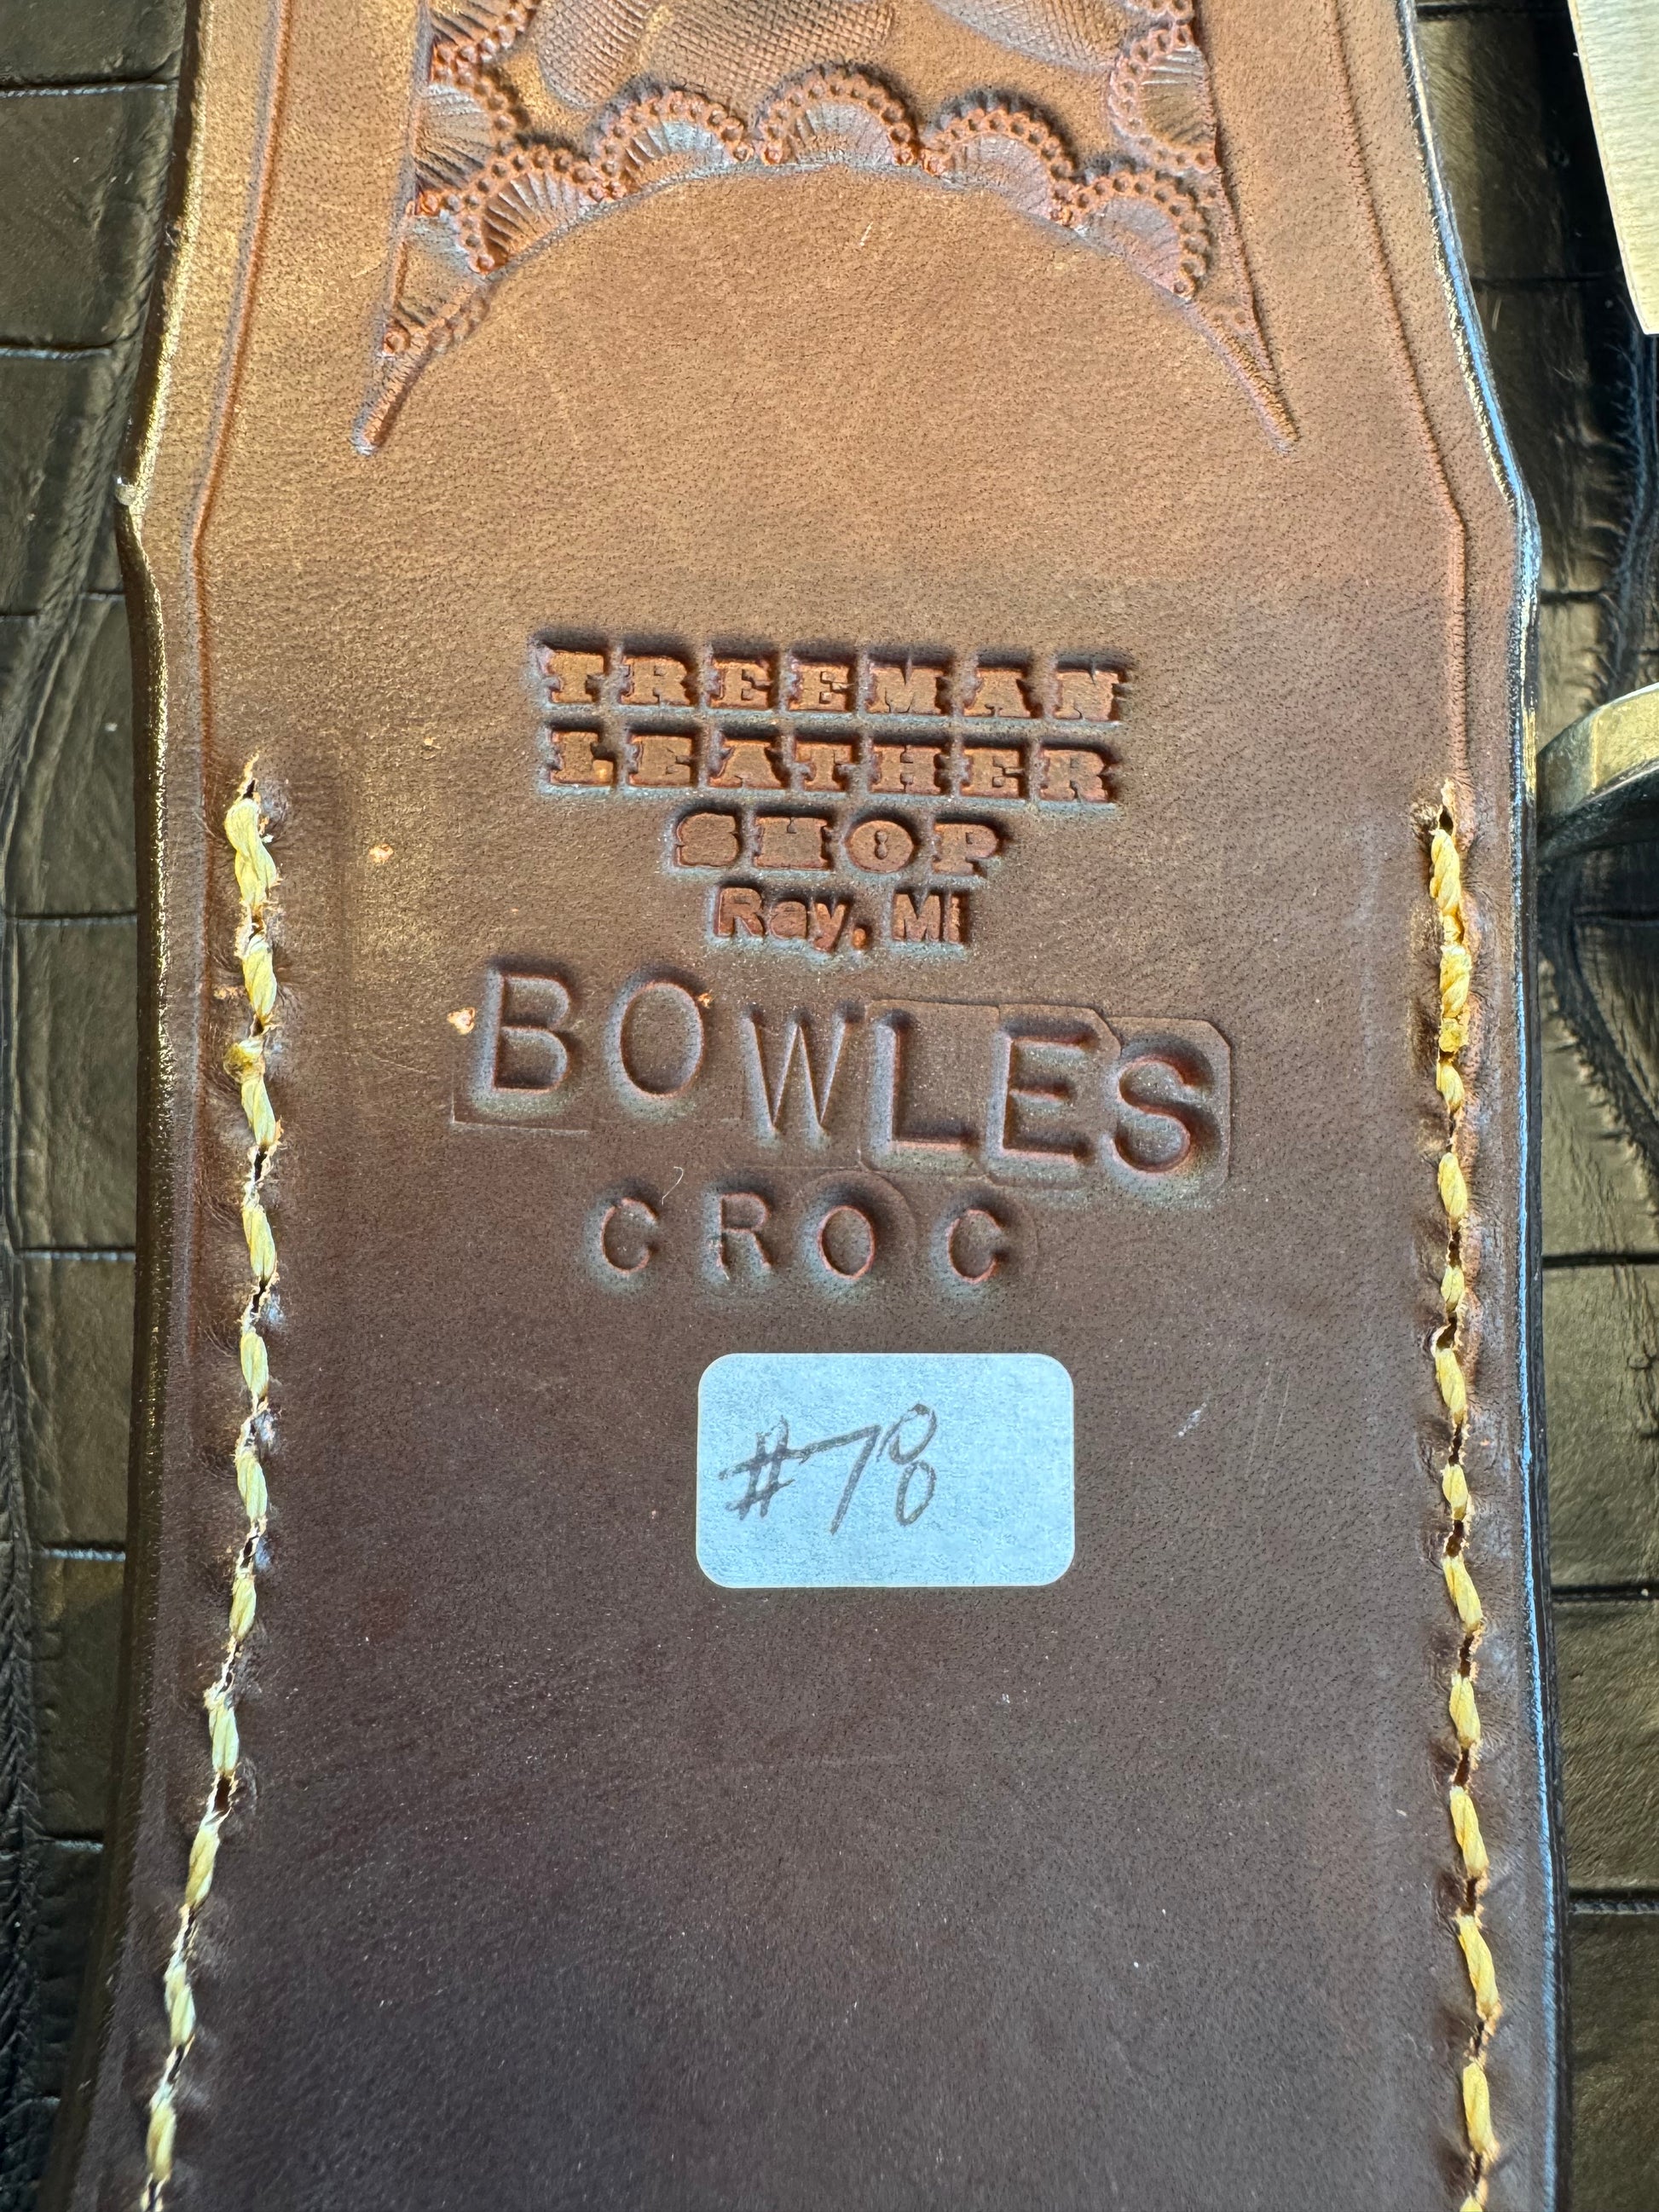 FREEMAN
LEATHER
SHOP
Ray, MI
BOWLES
CROC
#78